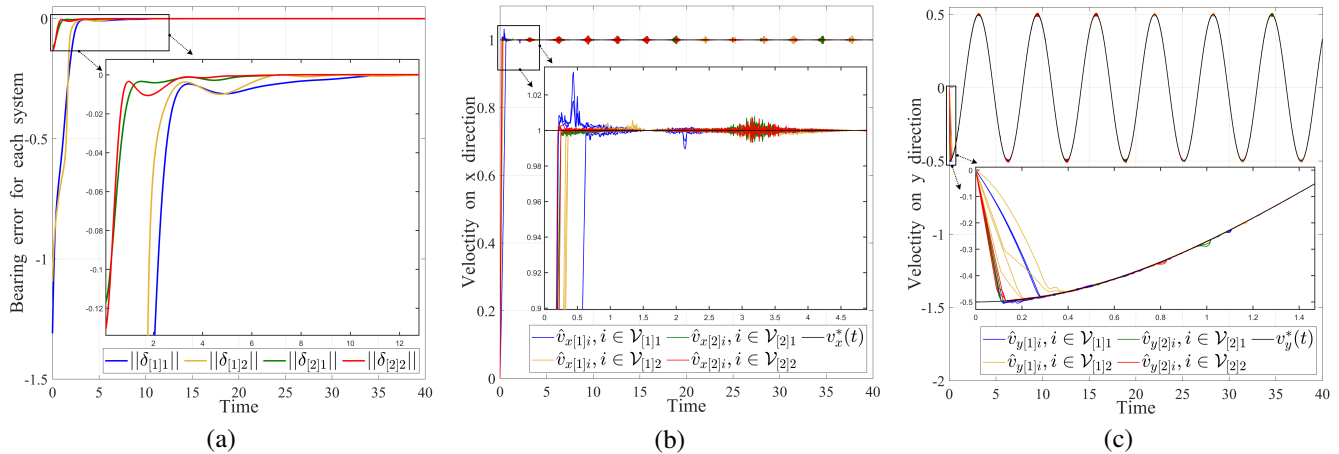 Bearing error for each system
0
-0.5
-1
-1.5
0 5 10 15 20 25 30 35 40
Time
0
-0.02
-0.04
-0.06
-0.08
-0.1
-0.12
2 4 6 8 10 12
||δ[1]1|| ||δ[1]2|| ||δ[2]1|| ||δ[2]2||
(a)
Veloctity on x direction
1
0.8
0.6
0.4
0.2
0
0 5 10 15 20 25 30 35 40
Time
1.02
1
0.98
0.96
0.94
0.92
0.9
0 0.5 1 1.5 2 2.5 3 3.5 4 4.5
v̂x[1]i, i ∈ 𝒱[1]1 v̂x[2]i, i ∈ 𝒱[2]1 v*x(t)
v̂x[1]i, i ∈ 𝒱[1]2 v̂x[2]i, i ∈ 𝒱[2]2
(b)
Veloctity on y direction
0.5
0
-0.5
-1
-1.5
-2
0 5 10 15 20 25 30 35 40
Time
0
-0.1
-0.2
-0.3
-0.4
-0.5
0 0.2 0.4 0.6 0.8 1 1.2 1.4
v̂y[1]i, i ∈ 𝒱[1]1 v̂y[2]i, i ∈ 𝒱[2]1 v*y(t)
v̂y[1]i, i ∈ 𝒱[1]2 v̂y[2]i, i ∈ 𝒱[2]2
(c)